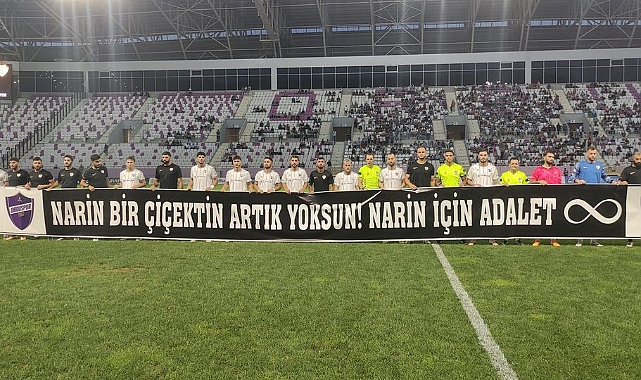 NARİN BİR ÇİÇEKTİN ARTIK YOKSUN! NARİN İÇİN ADALET